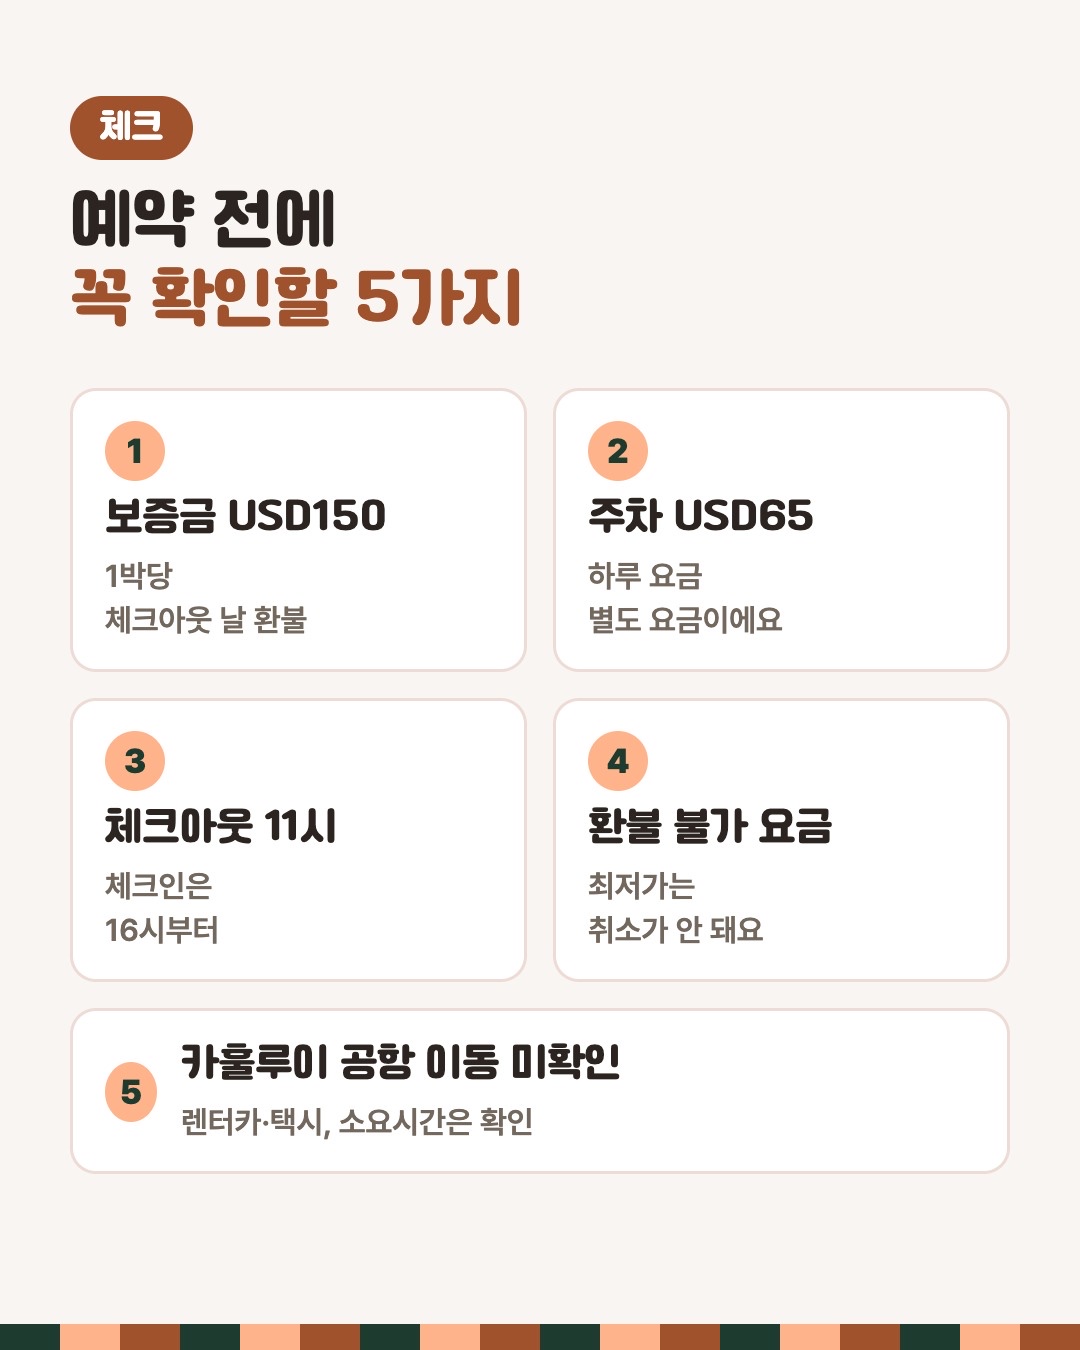 체크
예약 전에
꼭 확인할 5가지
1
보증금 USD150
1박당
체크아웃 날 환불
2
주차 USD65
하루 요금
별도 요금이에요
3
체크아웃 11시
체크인은
16시부터
4
환불 불가 요금
최저가는
취소가 안 돼요
5
카훌루이 공항 이동 미확인
렌터카·택시, 소요시간은 확인